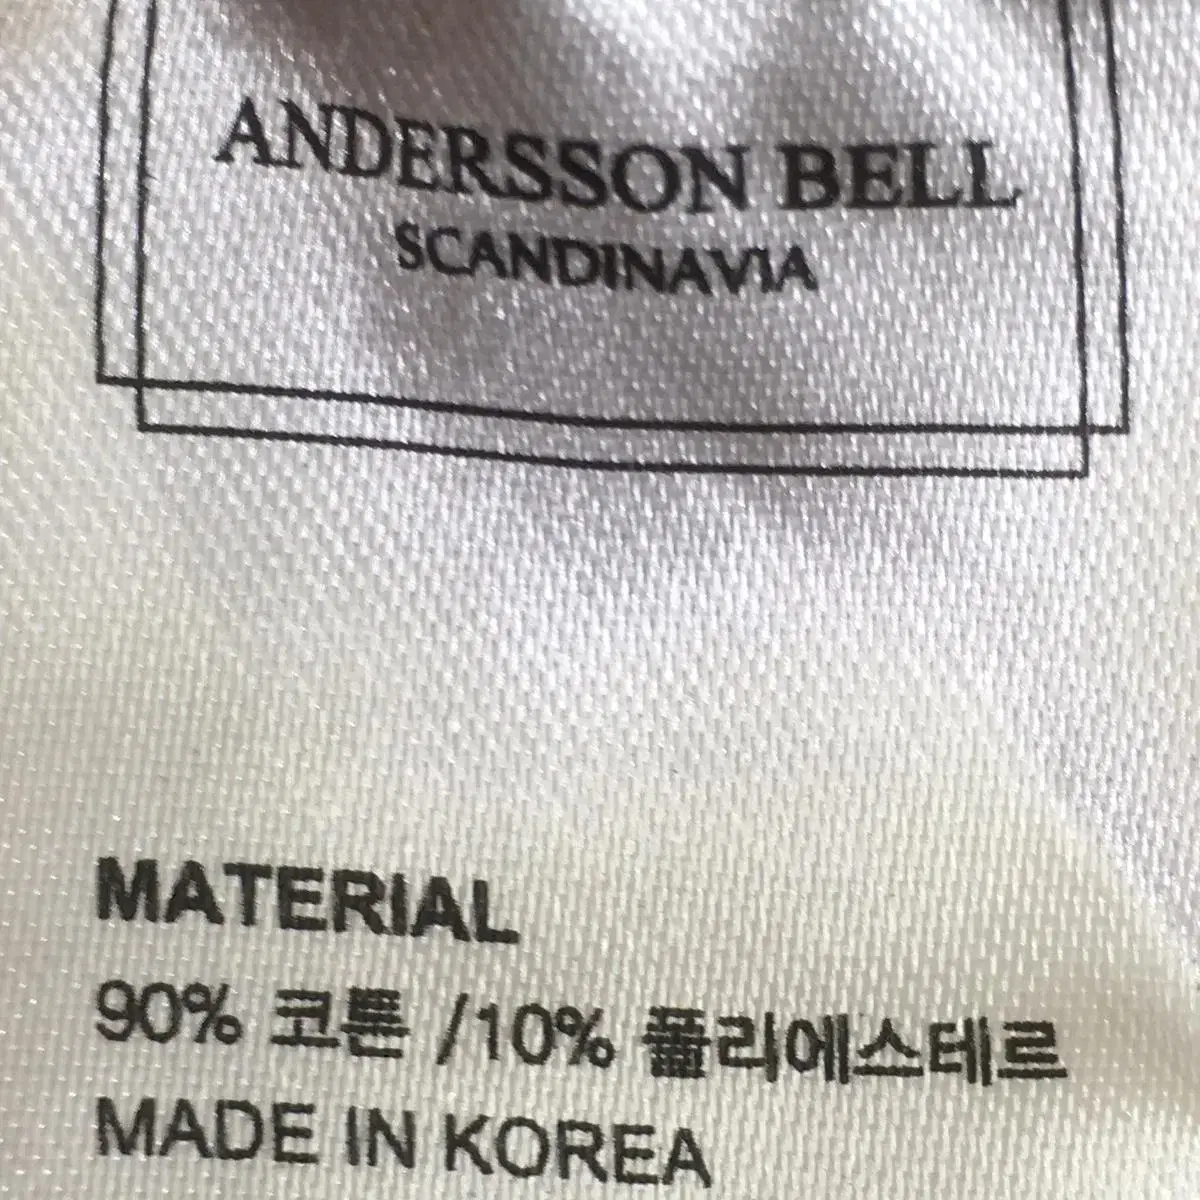 ANDERSSON BELL
SCANDINAVIA
MATERIAL
90% 코튼 /10% 폴리에스테르
MADE IN KOREA